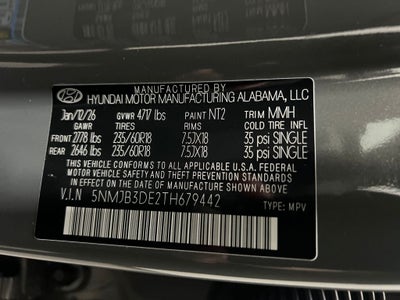 MANUFACTURED BY
HYUNDAI MOTOR MANUFACTURING ALABAMA, LLC
Jan/12/26 GVWR 4717 lbs PAINT NT2 TRIM MMH
GAWR TIRES RIMS COLD TIRE INFL
FRONT 2778 lbs 235/60R18 7.5JX18 35 psi SINGLE
REAR 2646 lbs 235/60R18 7.5JX18 35 psi SINGLE
THIS VEHICLE CONFORMS TO ALL APPLICABLE U.S.A. FEDERAL
MOTOR VEHICLE SAFETY AND THEFT PREVENTION STANDARDS
IN EFFECT ON THE DATE OF MANUFACTURE SHOWN ABOVE.
V.I.N 5NMJB3DE2TH679442
TYPE: MPV